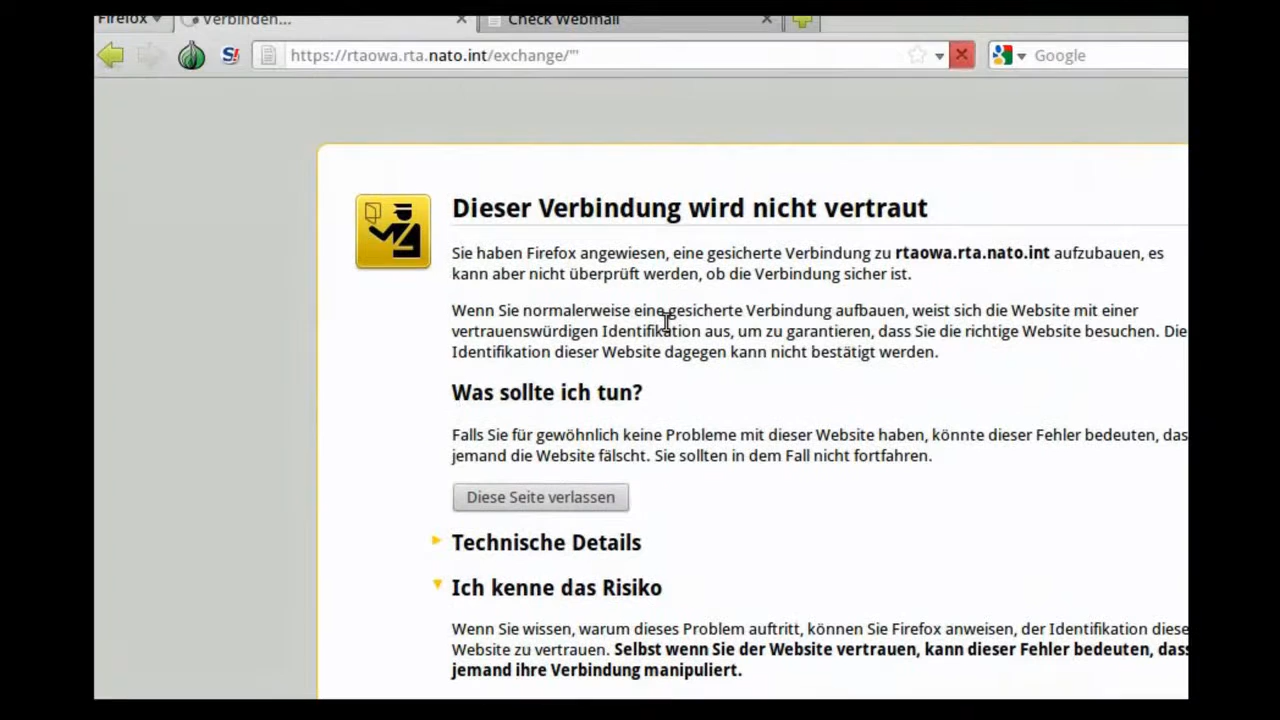 Firefox
Verbinden...
Check Webmail
https://rtaowa.rta.nato.int/exchange/"'
Google
Dieser Verbindung wird nicht vertraut
Sie haben Firefox angewiesen, eine gesicherte Verbindung zu rtaowa.rta.nato.int aufzubauen, es
kann aber nicht überprüft werden, ob die Verbindung sicher ist.
Wenn Sie normalerweise eine gesicherte Verbindung aufbauen, weist sich die Website mit einer
vertrauenswürdigen Identifikation aus, um zu garantieren, dass Sie die richtige Website besuchen. Die
Identifikation dieser Website dagegen kann nicht bestätigt werden.
Was sollte ich tun?
Falls Sie für gewöhnlich keine Probleme mit dieser Website haben, könnte dieser Fehler bedeuten, das
jemand die Website fälscht. Sie sollten in dem Fall nicht fortfahren.
Diese Seite verlassen
Technische Details
Ich kenne das Risiko
Wenn Sie wissen, warum dieses Problem auftritt, können Sie Firefox anweisen, der Identifikation diese
Website zu vertrauen. Selbst wenn Sie der Website vertrauen, kann dieser Fehler bedeuten, dass
jemand ihre Verbindung manipuliert.